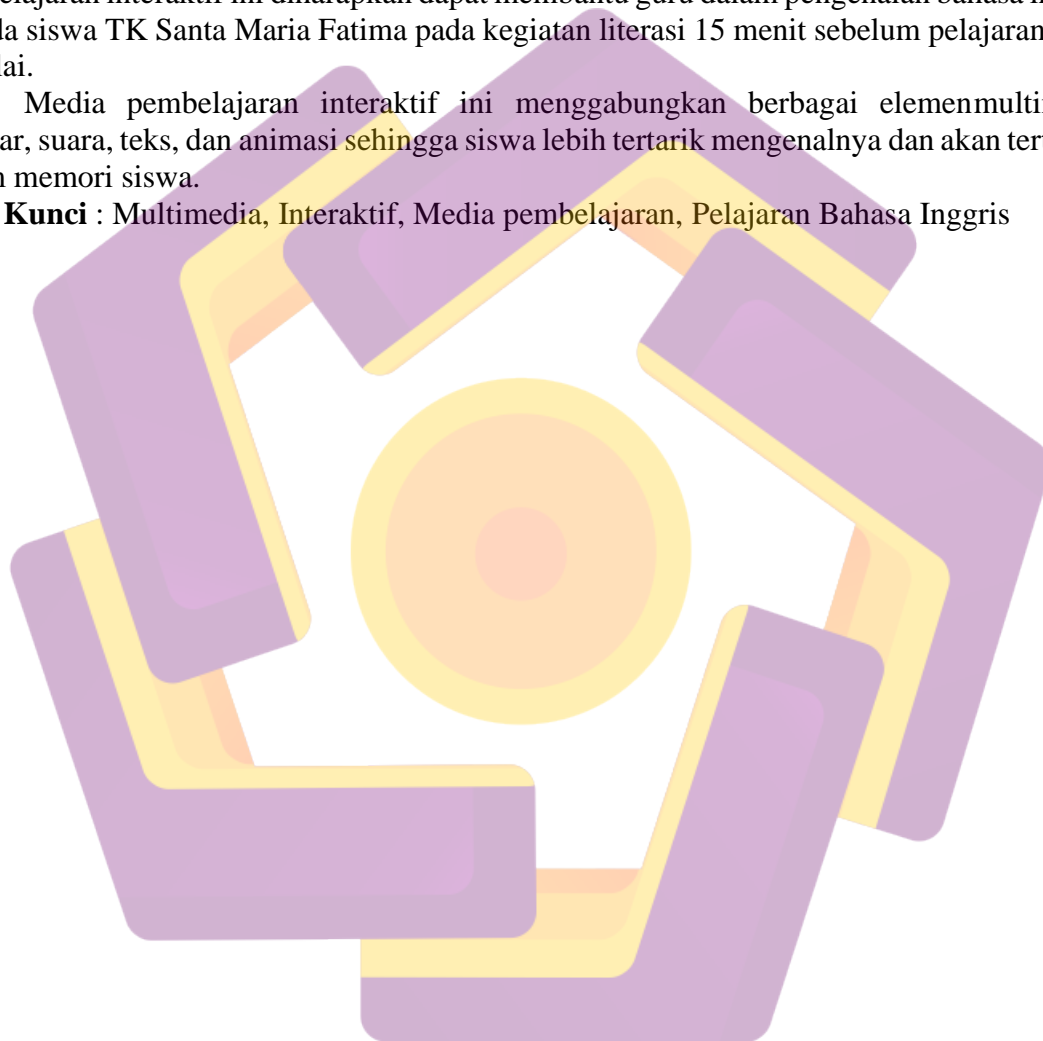 elajaran interaktif ini diharapkan dapat membantu guru dalam pengenalan bahasa
da siswa TK Santa Maria Fatima pada kegiatan literasi 15 menit sebelum pelajaran
lai.
Media pembelajaran interaktif ini menggabungkan berbagai elemenmulti
ar, suara, teks, dan animasi sehingga siswa lebih tertarik mengenalnya dan akan ter
n memori siswa.
Kunci : Multimedia, Interaktif, Media pembelajaran, Pelajaran Bahasa Inggris